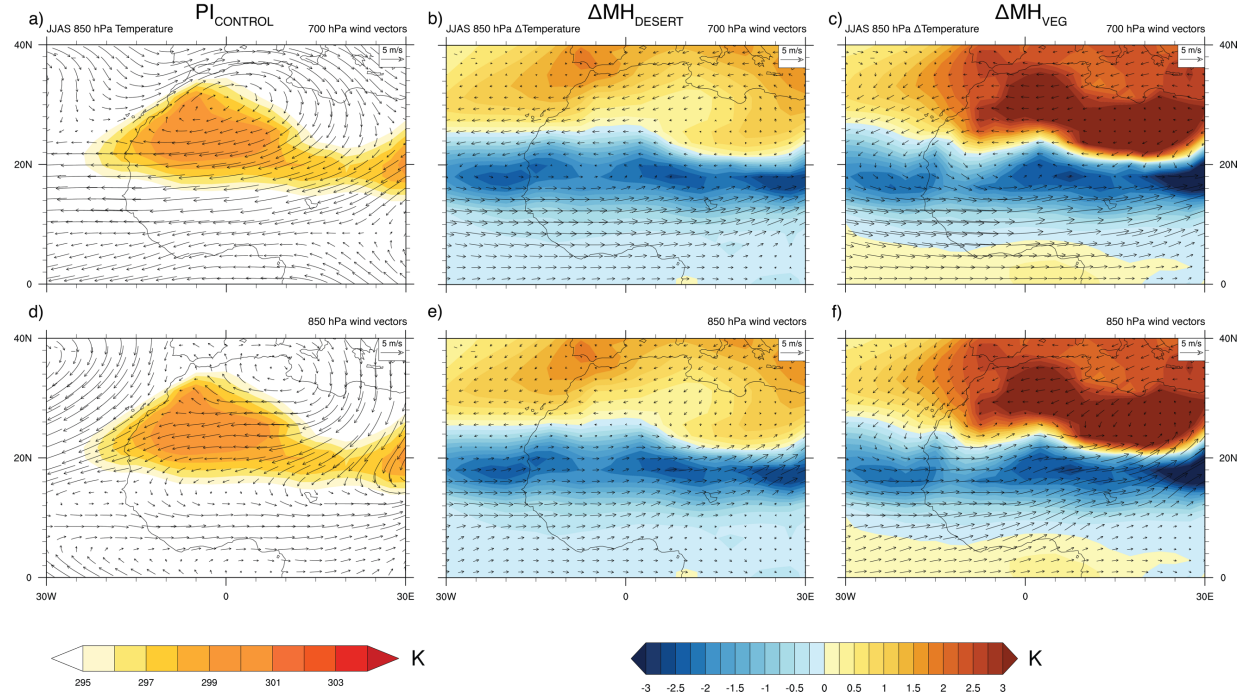 PI_CONTROL ΔMH_DESERT ΔMH_VEG
a) b) c)
JJAS 850 hPa Temperature 700 hPa wind vectors JJAS 850 hPa ΔTemperature 700 hPa wind vectors JJAS 850 hPa ΔTemperature 700 hPa wind vectors
40N 40N
5 m/s 5 m/s 5 m/s
20N 20N
0 0
d) e) f)
850 hPa wind vectors 850 hPa wind vectors 850 hPa wind vectors
40N 40N
5 m/s 5 m/s 5 m/s
20N 20N
0 0
30W 0 30E 30W 0 30E 30W 0 30E
K K
295 297 299 301 303 -3 -2.5 -2 -1.5 -1 -0.5 0 0.5 1 1.5 2 2.5 3